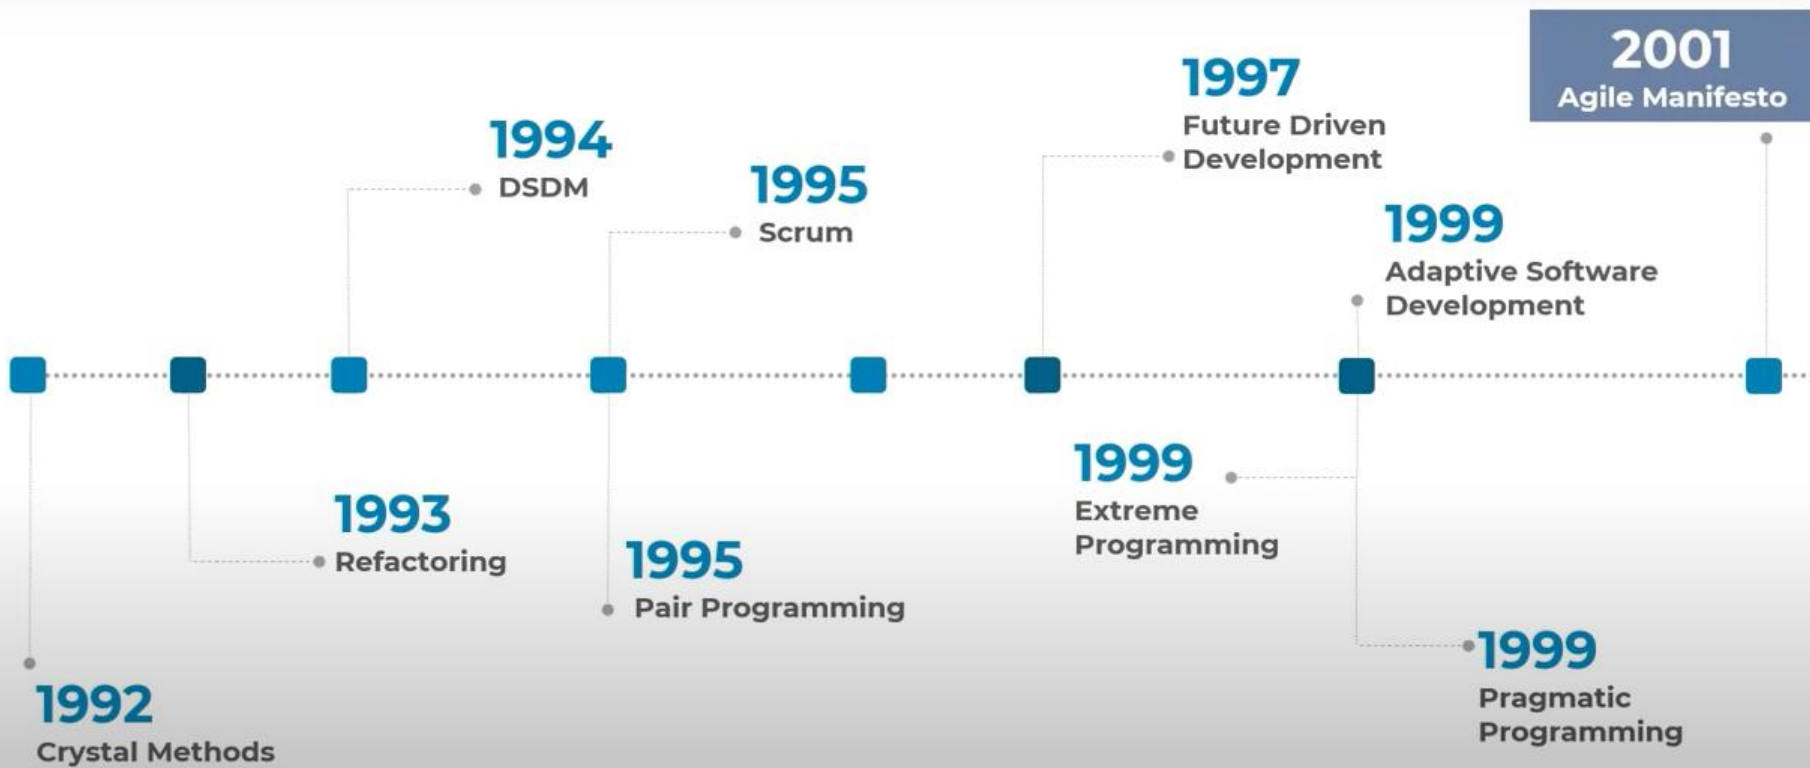 1992
Crystal Methods
1993
Refactoring
1994
DSDM
1995
Scrum
1995
Pair Programming
1997
Future Driven
Development
1999
Adaptive Software
Development
1999
Extreme
Programming
1999
Pragmatic
Programming
2001
Agile Manifesto